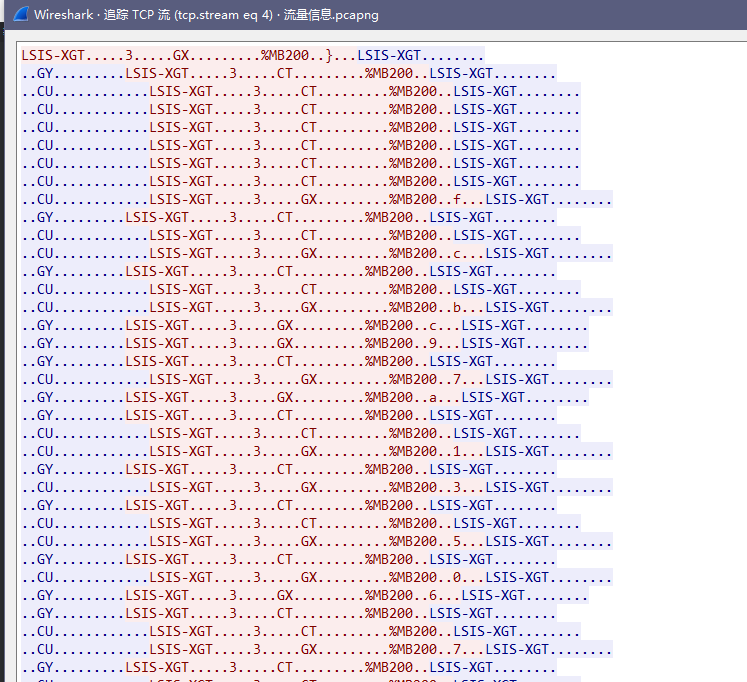 Wireshark · 追踪 TCP 流 (tcp.stream eq 4) · 流量信息.pcapng
LSIS-XGT.....3.....GX.........%MB200..}...LSIS-XGT........
..GY.........LSIS-XGT.....3.....CT.........%MB200..LSIS-XGT........
..CU............LSIS-XGT.....3.....CT.........%MB200..LSIS-XGT........
..CU............LSIS-XGT.....3.....CT.........%MB200..LSIS-XGT........
..CU............LSIS-XGT.....3.....CT.........%MB200..LSIS-XGT........
..CU............LSIS-XGT.....3.....CT.........%MB200..LSIS-XGT........
..CU............LSIS-XGT.....3.....CT.........%MB200..LSIS-XGT........
..CU............LSIS-XGT.....3.....CT.........%MB200..LSIS-XGT........
..CU............LSIS-XGT.....3.....GX.........%MB200..f...LSIS-XGT........
..GY.........LSIS-XGT.....3.....CT.........%MB200..LSIS-XGT........
..CU............LSIS-XGT.....3.....CT.........%MB200..LSIS-XGT........
..CU............LSIS-XGT.....3.....GX.........%MB200..c...LSIS-XGT........
..GY.........LSIS-XGT.....3.....CT.........%MB200..LSIS-XGT........
..CU............LSIS-XGT.....3.....CT.........%MB200..LSIS-XGT........
..CU............LSIS-XGT.....3.....GX.........%MB200..b...LSIS-XGT........
..GY.........LSIS-XGT.....3.....GX.........%MB200..c...LSIS-XGT........
..GY.........LSIS-XGT.....3.....GX.........%MB200..9...LSIS-XGT........
..GY.........LSIS-XGT.....3.....CT.........%MB200..LSIS-XGT........
..CU............LSIS-XGT.....3.....GX.........%MB200..7...LSIS-XGT........
..GY.........LSIS-XGT.....3.....GX.........%MB200..a...LSIS-XGT........
..GY.........LSIS-XGT.....3.....CT.........%MB200..LSIS-XGT........
..CU............LSIS-XGT.....3.....CT.........%MB200..LSIS-XGT........
..CU............LSIS-XGT.....3.....GX.........%MB200..1...LSIS-XGT........
..GY.........LSIS-XGT.....3.....CT.........%MB200..LSIS-XGT........
..CU............LSIS-XGT.....3.....GX.........%MB200..3...LSIS-XGT........
..GY.........LSIS-XGT.....3.....CT.........%MB200..LSIS-XGT........
..CU............LSIS-XGT.....3.....CT.........%MB200..LSIS-XGT........
..CU............LSIS-XGT.....3.....GX.........%MB200..5...LSIS-XGT........
..GY.........LSIS-XGT.....3.....CT.........%MB200..LSIS-XGT........
..CU............LSIS-XGT.....3.....GX.........%MB200..0...LSIS-XGT........
..GY.........LSIS-XGT.....3.....GX.........%MB200..6...LSIS-XGT........
..GY.........LSIS-XGT.....3.....CT.........%MB200..LSIS-XGT........
..CU............LSIS-XGT.....3.....CT.........%MB200..LSIS-XGT........
..CU............LSIS-XGT.....3.....GX.........%MB200..7...LSIS-XGT........
..GY.........LSIS-XGT.....3.....CT.........%MB200..LSIS-XGT........